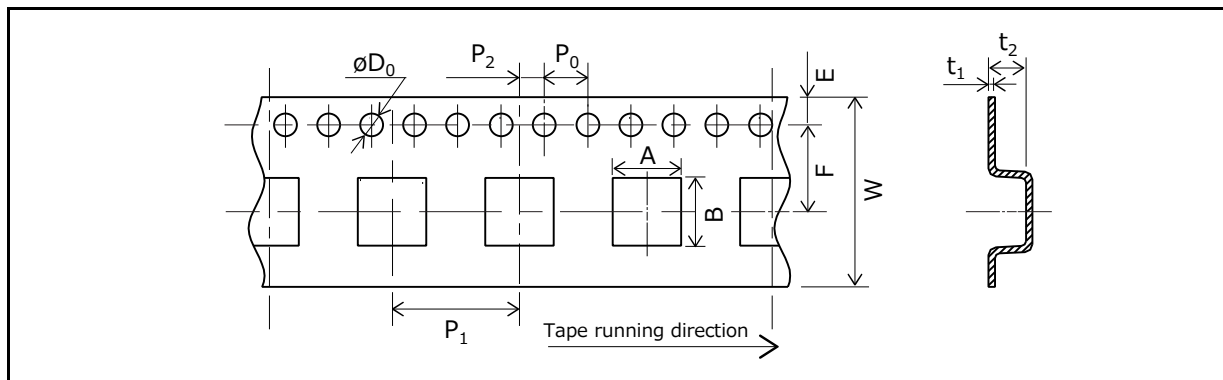 P2
P0
øD0
E
t1
t2
A
F
W
B
P1
Tape running direction